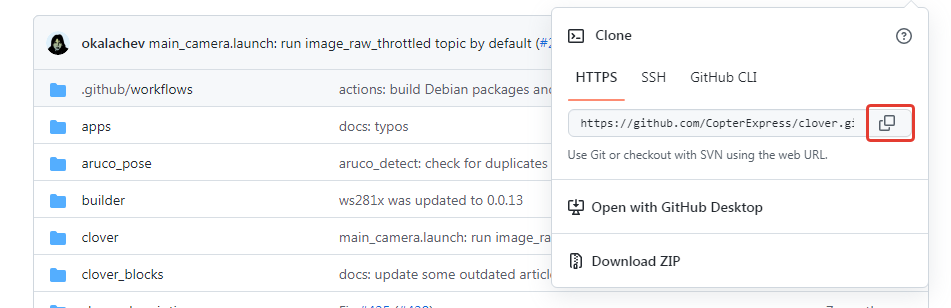 okalachev main_camera.launch: run image_raw_throttled topic by default (#
.github/workflows actions: build Debian packages and
apps docs: typos
aruco_pose aruco_detect: check for duplicates
builder ws281x was updated to 0.0.13
clover main_camera.launch: run image_ra
clover_blocks docs: update some outdated article
Clone
HTTPS SSH GitHub CLI
https://github.com/CopterExpress/clover.gi
Use Git or checkout with SVN using the web URL.
Open with GitHub Desktop
Download ZIP